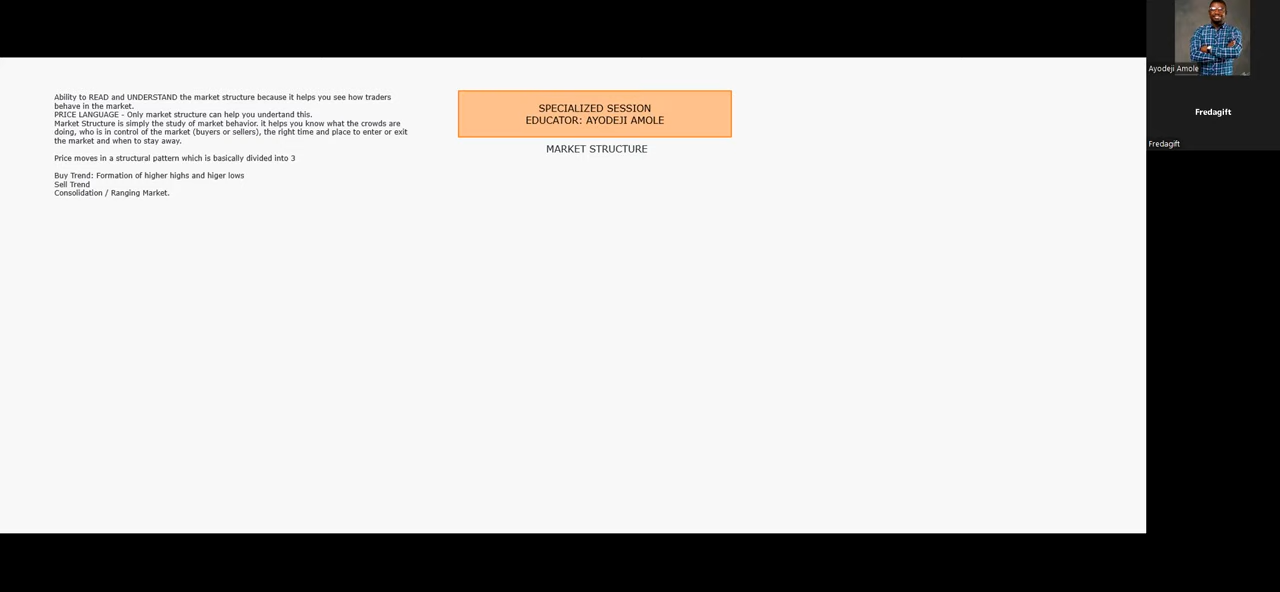 Ability to READ and UNDERSTAND the market structure because it helps you see how traders
behave in the market.
PRICE LANGUAGE - Only market structure can help you undertand this.
Market Structure is simply the study of market behavior. it helps you know what the crowds are
doing, who is in control of the market (buyers or sellers), the right time and place to enter or exit
the market and when to stay away.
Price moves in a structural pattern which is basically divided into 3
Buy Trend: Formation of higher highs and higer lows
Sell Trend
Consolidation / Ranging Market.
SPECIALIZED SESSION
EDUCATOR: AYODEJI AMOLE
MARKET STRUCTURE
Ayodeji Amole
Fredagift
Fredagift